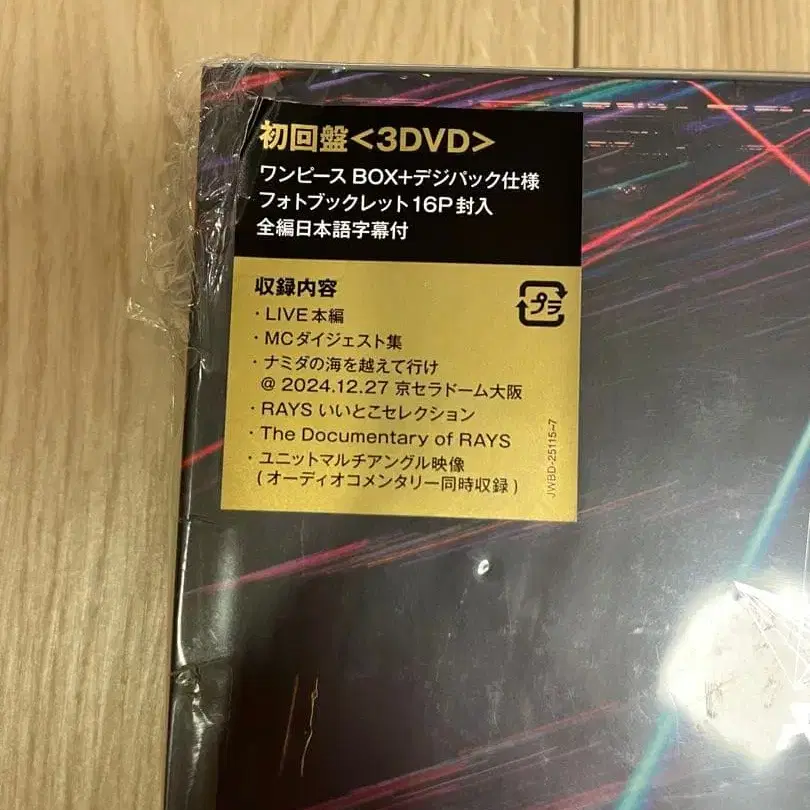 初回盤<3DVD>
ワンピース BOX+デジパック仕様
フォトブックレット16P封入
全編日本語字幕付
収録内容
プラ
・LIVE本編
・MCダイジェスト集
・ナミダの海を越えて行け
@ 2024.12.27 京セラドーム大阪
・RAYS いいとこセレクション
・The Documentary of RAYS
・ユニットマルチアングル映像
(オーディオコメンタリー同時収録)
JWBD-25115~7